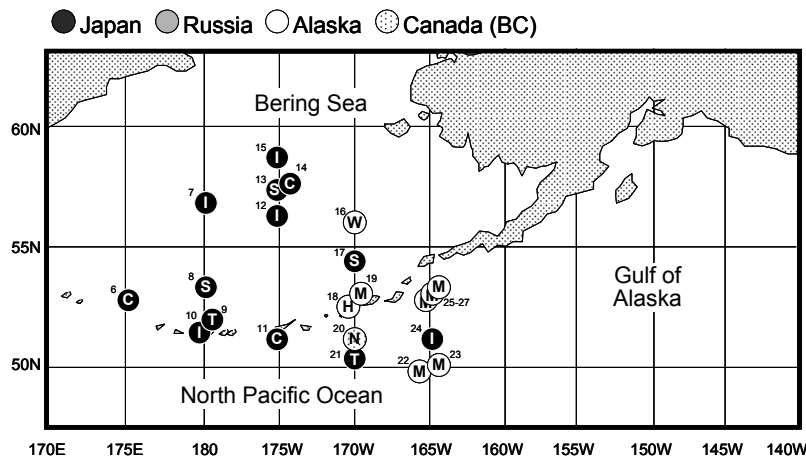 Japan Russia Alaska Canada (BC)
Bering Sea
60N
15 I
14 C
13 S
7 I
12 I
16 W
55N
17 S
8 S
19 M
M
6 C
18 H
M M 25-27
Gulf of
Alaska
9 T
10 I
11 C
20 N
24 I
21 T
50N
22 M
23 M
North Pacific Ocean
170E 175E 180 175W 170W 165W 160W 155W 150W 145W 140W